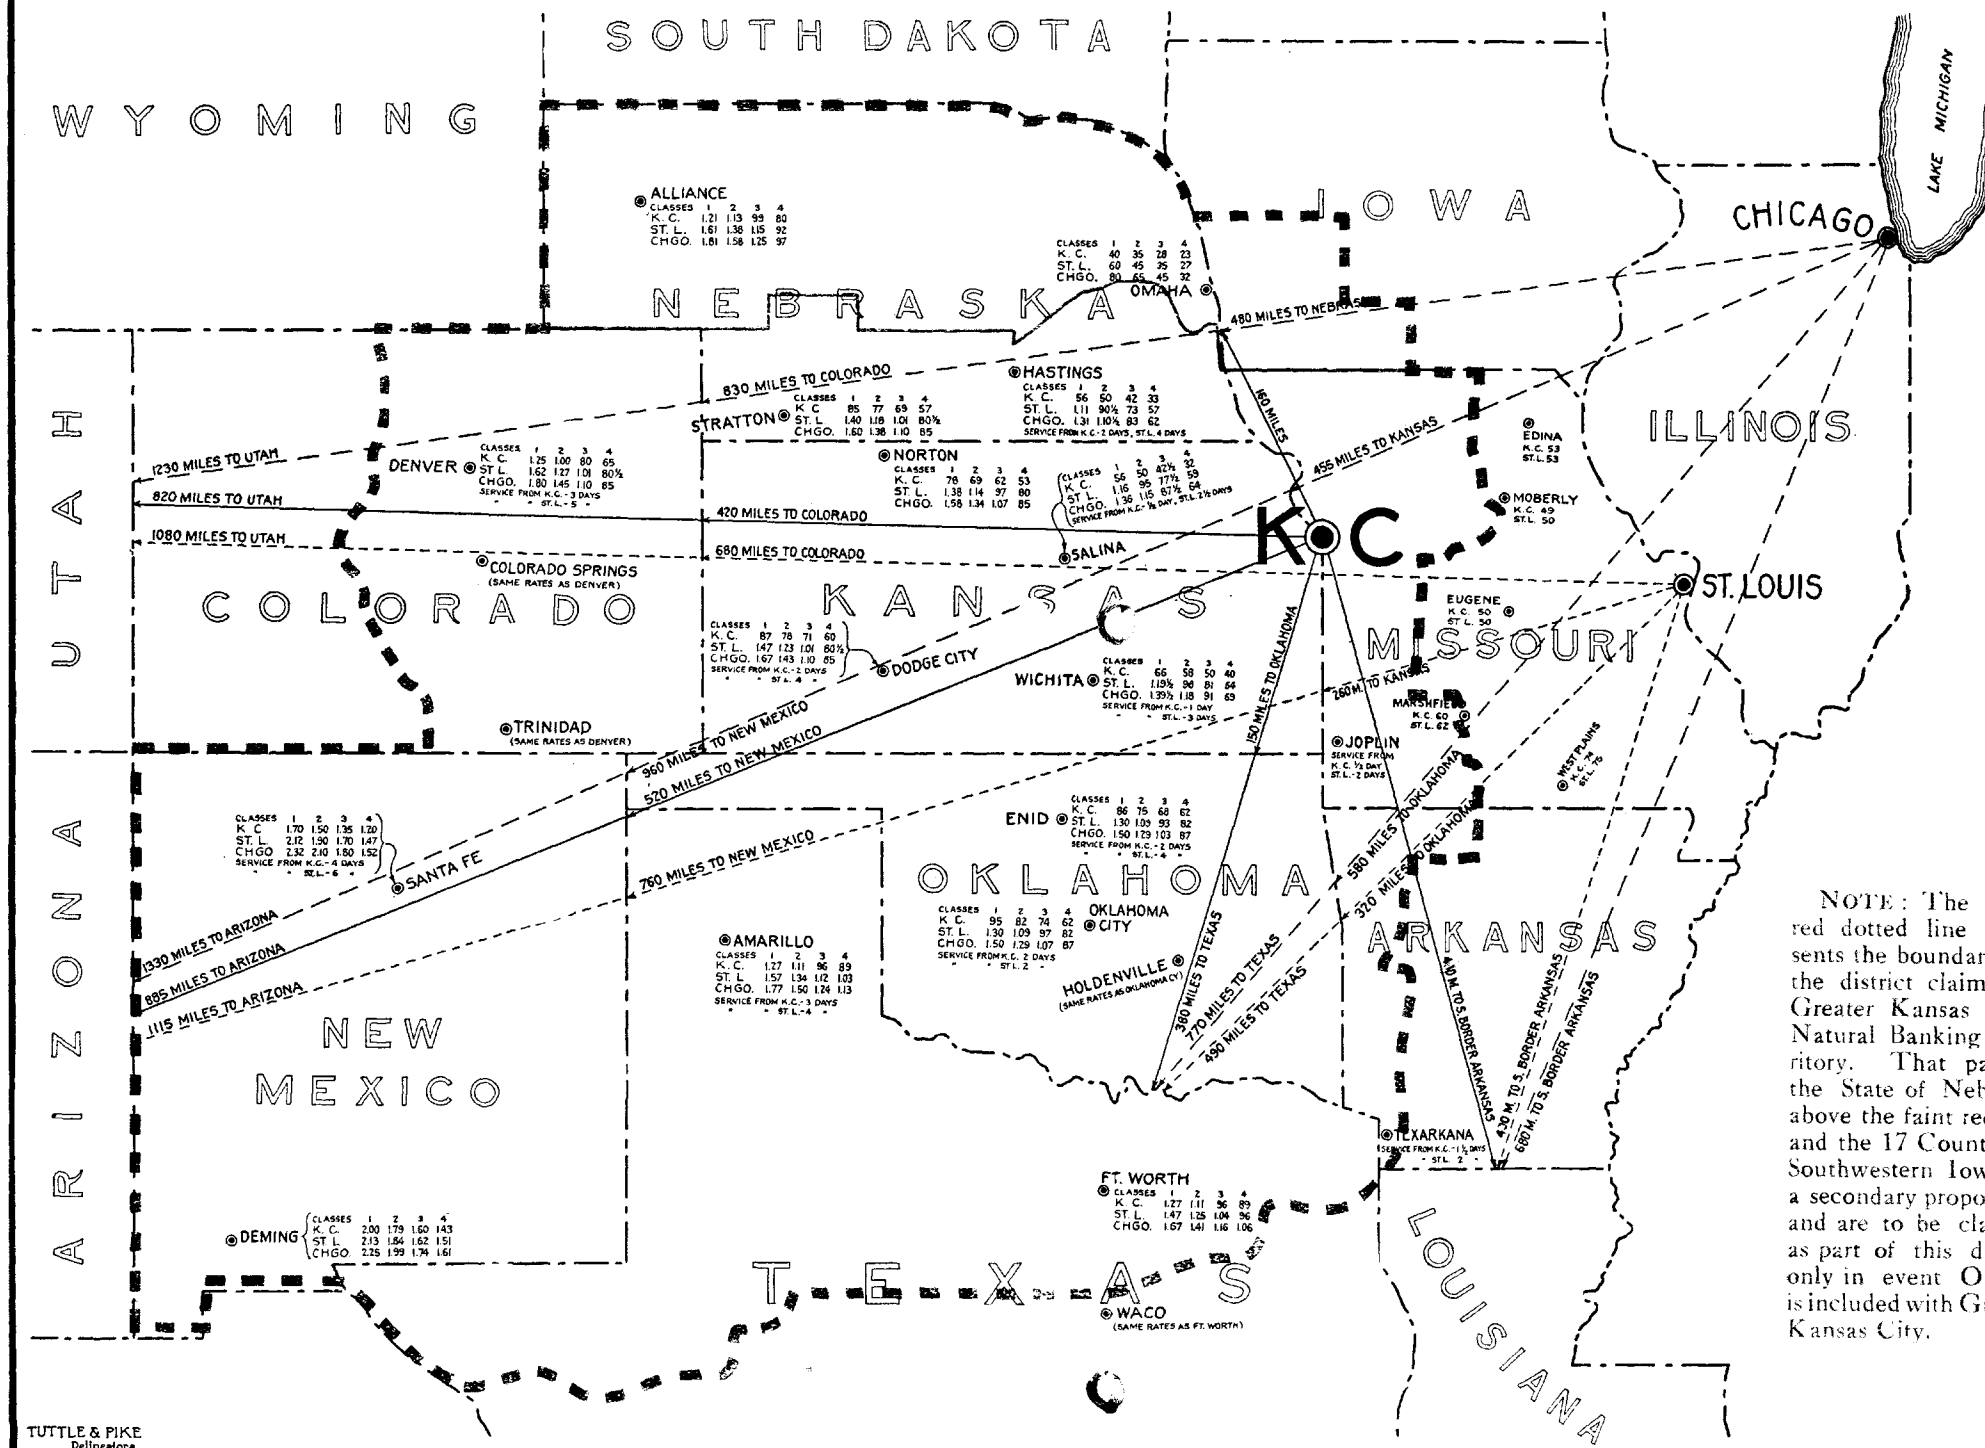 SOUTH DAKOTA
WYOMING
LAKE MICHIGAN
ALLIANCE
CLASSES 1 2 3 4
K. C. 1.21 1.13 99 80
ST. L. 1.61 1.38 1.15 92
CHGO. 1.81 1.58 1.25 97
IOWA
CHICAGO
CLASSES 1 2 3 4
K. C. 40 35 28 23
ST. L. 60 45 35 27
CHGO. 80 65 45 32
OMAHA
NEBRASKA
480 MILES TO NEBRAS
830 MILES TO COLORADO
HASTINGS
CLASSES 1 2 3 4
K. C. 56 50 42 33
ST. L. 1.11 90½ 73 57
CHGO. 1.31 1.10½ 83 62
SERVICE FROM K.C.-2 DAYS, ST.L. 4 DAYS
160 MILES
STRATTON
CLASSES 1 2 3 4
K C 85 77 69 57
ST. L 1.40 1.18 1.01 80½
CHGO. 1.60 1.38 1.10 85
UTAH
ILLINOIS
EDINA
K.C. 53
ST.L. 53
455 MILES TO KANSAS
1230 MILES TO UTAH
DENVER
CLASSES 1 2 3 4
K. C. 1.25 1.00 80 65
ST L. 1.62 1.27 1.01 80½
CHGO. 1.80 1.45 1.10 85
SERVICE FROM K.C.-3 DAYS
" " ST.L.-5 "
NORTON
CLASSES 1 2 3 4
K. C. 78 69 62 53
ST. L. 1.38 1.14 97 80
CHGO. 1.58 1.34 1.07 85
CLASSES 1 2 3 4
K. C. 56 50 42½ 32
ST. L. 1.16 95 77½ 59
CHGO. 1.36 1.15 87½ 64
SERVICE FROM K.C.-½ DAY, ST.L. 2½ DAYS
MOBERLY
K.C. 49
ST.L. 50
820 MILES TO UTAH
420 MILES TO COLORADO
K C
1080 MILES TO UTAH
680 MILES TO COLORADO
SALINA
COLORADO SPRINGS
(SAME RATES AS DENVER)
ST. LOUIS
COLORADO
KANSAS
EUGENE
K.C. 50
ST L. 50
MISSOURI
CLASSES 1 2 3 4
K. C. 87 78 71 60
ST. L. 1.47 1.23 1.01 80½
CHGO. 1.67 1.43 1.10 85
SERVICE FROM K.C.-2 DAYS
" " ST L. 4 "
DODGE CITY
150 MILES TO OKLAHOMA
WICHITA
CLASSES 1 2 3 4
K. C. 66 58 50 40
ST. L. 1.19½ 98 81 64
CHGO. 1.39½ 1.18 91 69
SERVICE FROM K.C.-1 DAY
" " ST.L.-3 DAYS
260 M. TO KANSAS
MARSHFIELD
K.C. 60
ST.L. 62
TRINIDAD
(SAME RATES AS DENVER)
960 MILES TO NEW MEXICO
520 MILES TO NEW MEXICO
JOPLIN
SERVICE FROM
K.C. ½ DAY
ST. L.-2 DAYS
WEST PLAINS
K.C. 74
ST.L. 75
ARIZONA
CLASSES 1 2 3 4
K C 1.70 1.50 1.35 1.20
ST. L 2.12 1.90 1.70 1.47
CHGO 2.32 2.10 1.80 1.52
SERVICE FROM K.C.-4 DAYS
" " ST.L.-6 "
SANTA FE
760 MILES TO NEW MEXICO
ENID
CLASSES 1 2 3 4
K. C. 86 75 68 62
ST. L. 1.30 1.09 93 82
CHGO. 1.50 1.29 1.03 87
SERVICE FROM K.C.-2 DAYS
" " ST.L.-4 "
580 MILES TO OKLAHOMA
320 MILES TO OKLAHOMA
OKLAHOMA
CLASSES 1 2 3 4
K C. 95 82 74 62
ST. L. 1.30 1.09 97 82
CHGO. 1.50 1.29 1.07 87
SERVICE FROM K.C. 2 DAYS
" " ST L. 2 "
OKLAHOMA
CITY
ARKANSAS
1330 MILES TO ARIZONA
885 MILES TO ARIZONA
1115 MILES TO ARIZONA
AMARILLO
CLASSES 1 2 3 4
K. C. 1.27 1.11 96 89
ST. L 1.57 1.34 1.12 1.03
CHGO. 1.77 1.50 1.24 1.13
SERVICE FROM K.C.-3 DAYS
" " ST L.-4 "
HOLDENVILLE
(SAME RATES AS OKLAHOMA CY)
380 MILES TO TEXAS
770 MILES TO TEXAS
490 MILES TO TEXAS
410 M. TO S. BORDER ARKANSAS
430 M. TO S. BORDER ARKANSAS
680 M. TO S. BORDER ARKANSAS
NEW
MEXICO
NOTE: The
red dotted line
sents the boundar
the district claim
Greater Kansas
Natural Banking
ritory. That pa
the State of Neb
above the faint red
and the 17 Count
Southwestern Iow
a secondary propo
and are to be cla
as part of this d
only in event O
is included with G
Kansas City.
TEXARKANA
SERVICE FROM K.C.-1½ DAYS
" ST L. 2 "
FT. WORTH
CLASSES 1 2 3 4
K C. 1.27 1.11 96 89
ST. L. 1.47 1.25 1.04 96
CHGO. 1.67 1.41 1.16 1.06
DEMING
CLASSES 1 2 3 4
K. C. 2.00 1.79 1.60 1.43
ST L 2.13 1.84 1.62 1.51
CHGO. 2.25 1.99 1.74 1.61
TEXAS
WACO
(SAME RATES AS FT. WORTH)
LOUISIANA
TUTTLE & PIKE
Delineators